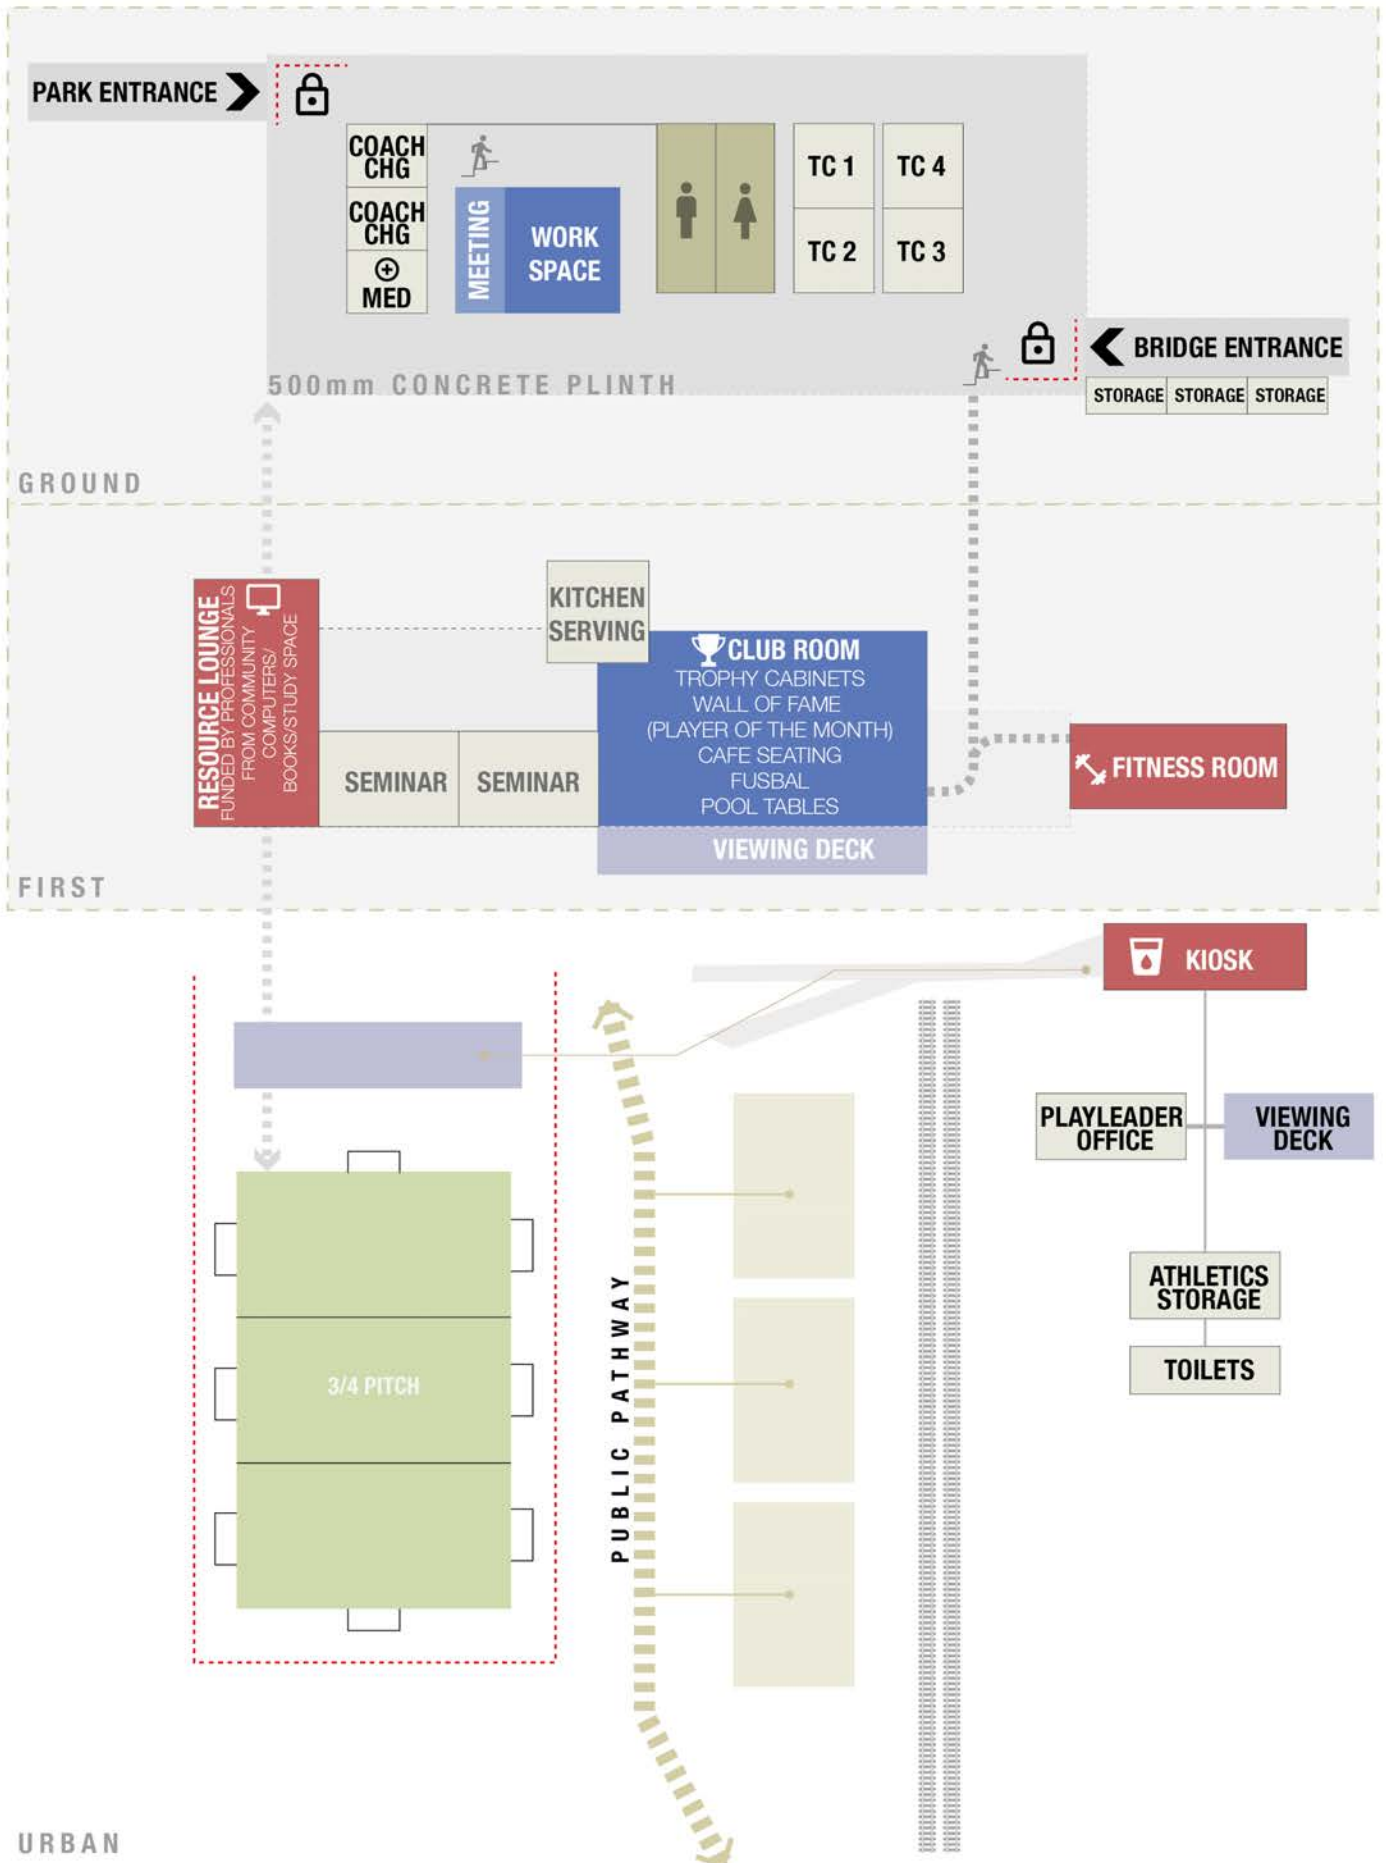 PARK ENTRANCE
COACH
CHG
COACH
CHG
MED
MEETING
WORK
SPACE
TC 1
TC 4
TC 2
TC 3
BRIDGE ENTRANCE
STORAGE
STORAGE
STORAGE
500mm CONCRETE PLINTH
GROUND
RESOURCE LOUNGE
FUNDED BY PROFESSIONALS
FROM COMMUNITY
COMPUTERS/
BOOKS/STUDY SPACE
KITCHEN
SERVING
SEMINAR
SEMINAR
CLUB ROOM
TROPHY CABINETS
WALL OF FAME
(PLAYER OF THE MONTH)
CAFE SEATING
FUSBAL
POOL TABLES
VIEWING DECK
FITNESS ROOM
FIRST
KIOSK
PLAYLEADER
OFFICE
VIEWING
DECK
ATHLETICS
STORAGE
TOILETS
3/4 PITCH
PUBLIC PATHWAY
URBAN